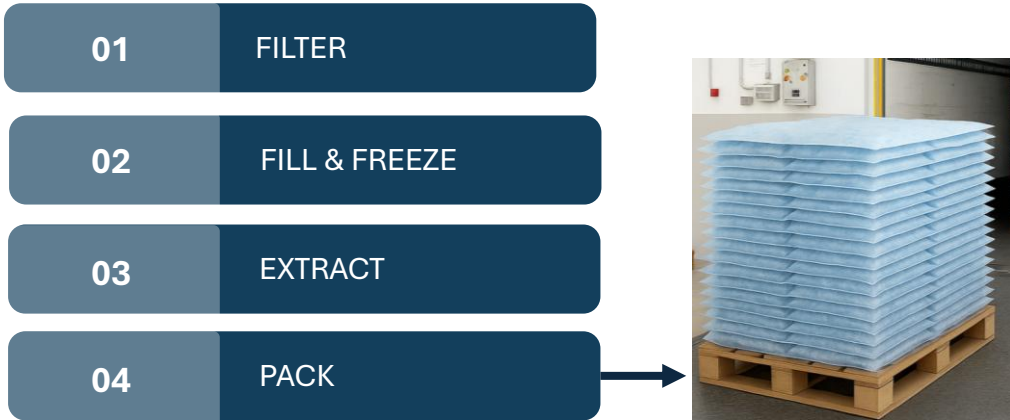 01 FILTER
02 FILL & FREEZE
03 EXTRACT
04 PACK